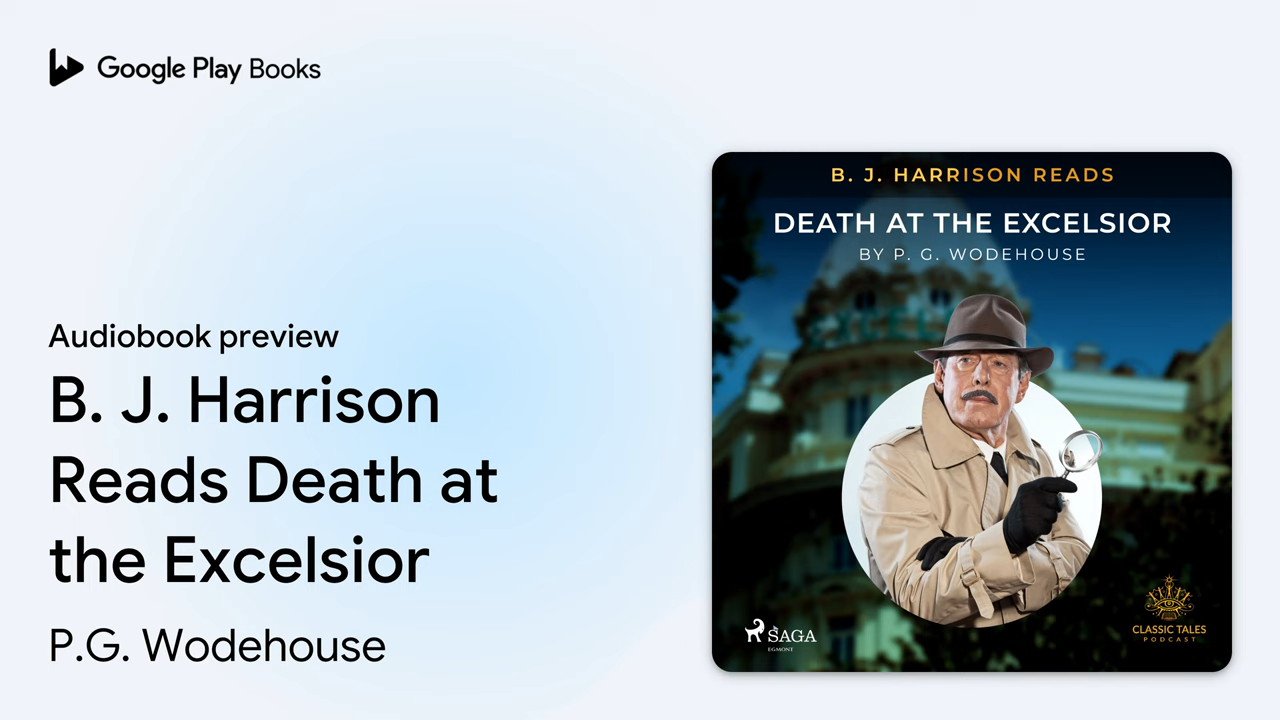 Google Play Books
Audiobook preview
B. J. Harrison
Reads Death at
the Excelsior
P.G. Wodehouse
B. J. HARRISON READS
DEATH AT THE EXCELSIOR
BY P. G. WODEHOUSE
SAGA
EGMONT
CLASSIC TALES
PODCAST